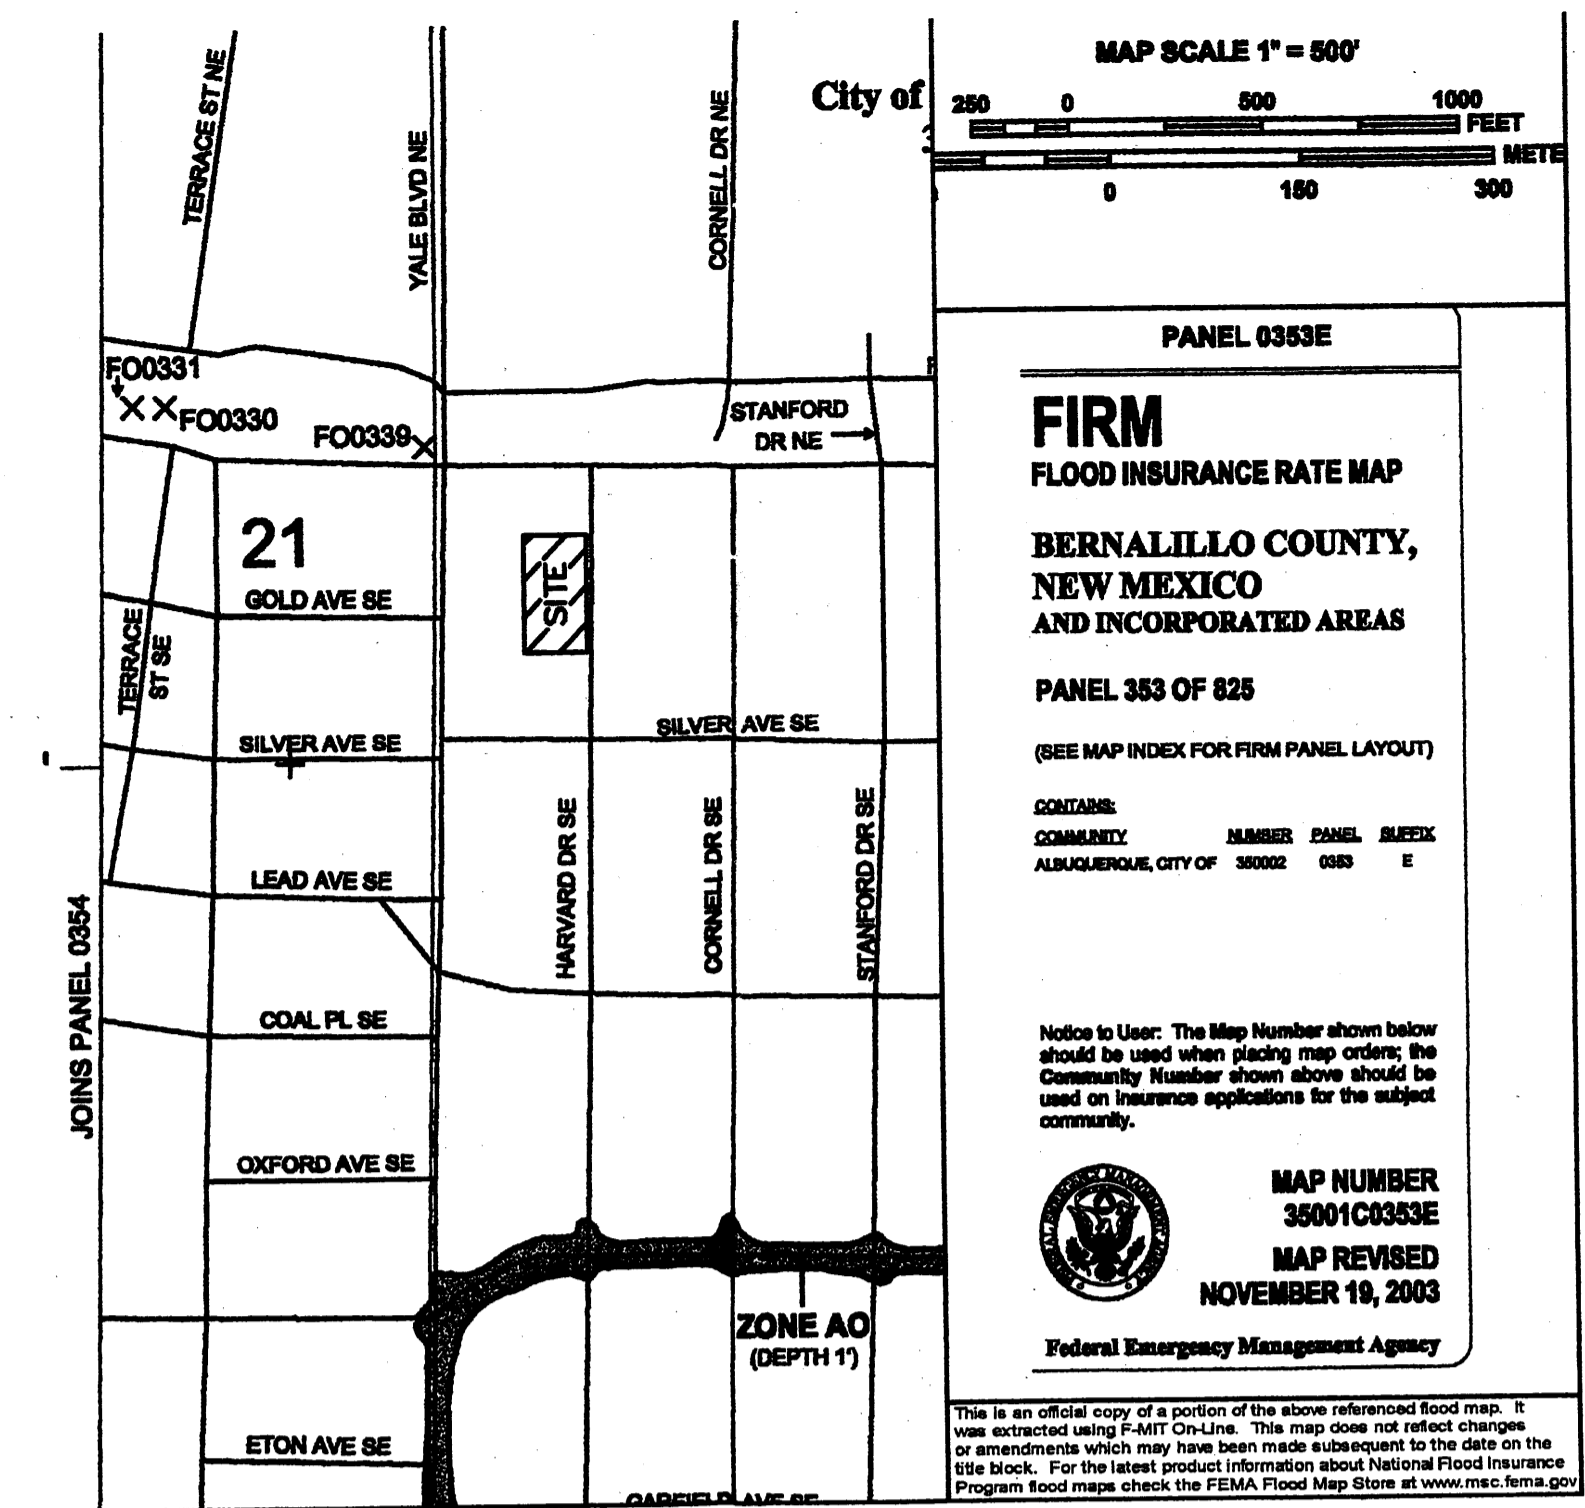 TERRACE ST NE
YALE BLVD NE
CORNELL DR NE
City of
MAP SCALE 1" = 500'
250 0 500 1000
FEET
METE
0 150 300
FO0331
FO0330
FO0339
STANFORD
DR NE
21
GOLD AVE SE
SITE
TERRACE
ST SE
SILVER AVE SE
SILVER AVE SE
LEAD AVE SE
HARVARD DR SE
CORNELL DR SE
STANFORD DR SE
JOINS PANEL 0354
COAL PL SE
OXFORD AVE SE
ZONE AO
(DEPTH 1')
ETON AVE SE
GARFIELD AVE SE
PANEL 0353E
FIRM
FLOOD INSURANCE RATE MAP
BERNALILLO COUNTY,
NEW MEXICO
AND INCORPORATED AREAS
PANEL 353 OF 825
(SEE MAP INDEX FOR FIRM PANEL LAYOUT)
CONTAINS:
COMMUNITY NUMBER PANEL SUFFIX
ALBUQUERQUE, CITY OF 350002 0353 E
Notice to User: The Map Number shown below
should be used when placing map orders; the
Community Number shown above should be
used on insurance applications for the subject
community.
FEDERAL EMERGENCY MANAGEMENT AGENCY
MAP NUMBER
35001C0353E
MAP REVISED
NOVEMBER 19, 2003
Federal Emergency Management Agency
This is an official copy of a portion of the above referenced flood map. It
was extracted using F-MIT On-Line. This map does not reflect changes
or amendments which may have been made subsequent to the date on the
title block. For the latest product information about National Flood Insurance
Program flood maps check the FEMA Flood Map Store at www.msc.fema.gov